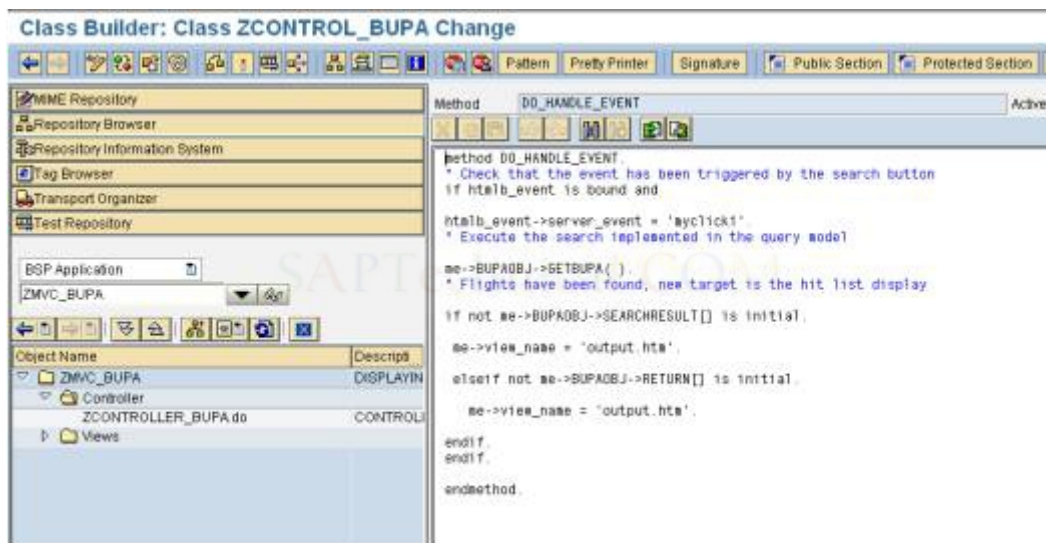 Class Builder: Class ZCONTROL_BUPA Change
Pattern Pretty Printer Signature Public Section Protected Section
MIME Repository
Repository Browser
Repository Information System
Tag Browser
Transport Organizer
Test Repository
BSP Application
ZMVC_BUPA
Object Name Descripti
ZMVC_BUPA DISPLAYIN
Controller
ZCONTROLLER_BUPA.do CONTROLL
Views
Method DO_HANDLE_EVENT Active
method DO_HANDLE_EVENT.
* Check that the event has been triggered by the search button
if htmlb_event is bound and
htmlb_event->server_event = 'myclick1'.
* Execute the search implemented in the query model
me->BUPAOBJ->GETBUPA( ).
* Flights have been found, new target is the hit list display
if not me->BUPAOBJ->SEARCHRESULT[] is initial.
me->view_name = 'output.htm'.
elseif not me->BUPAOBJ->RETURN[] is initial.
me->view_name = 'output.htm'.
endif.
endif.
endmethod.